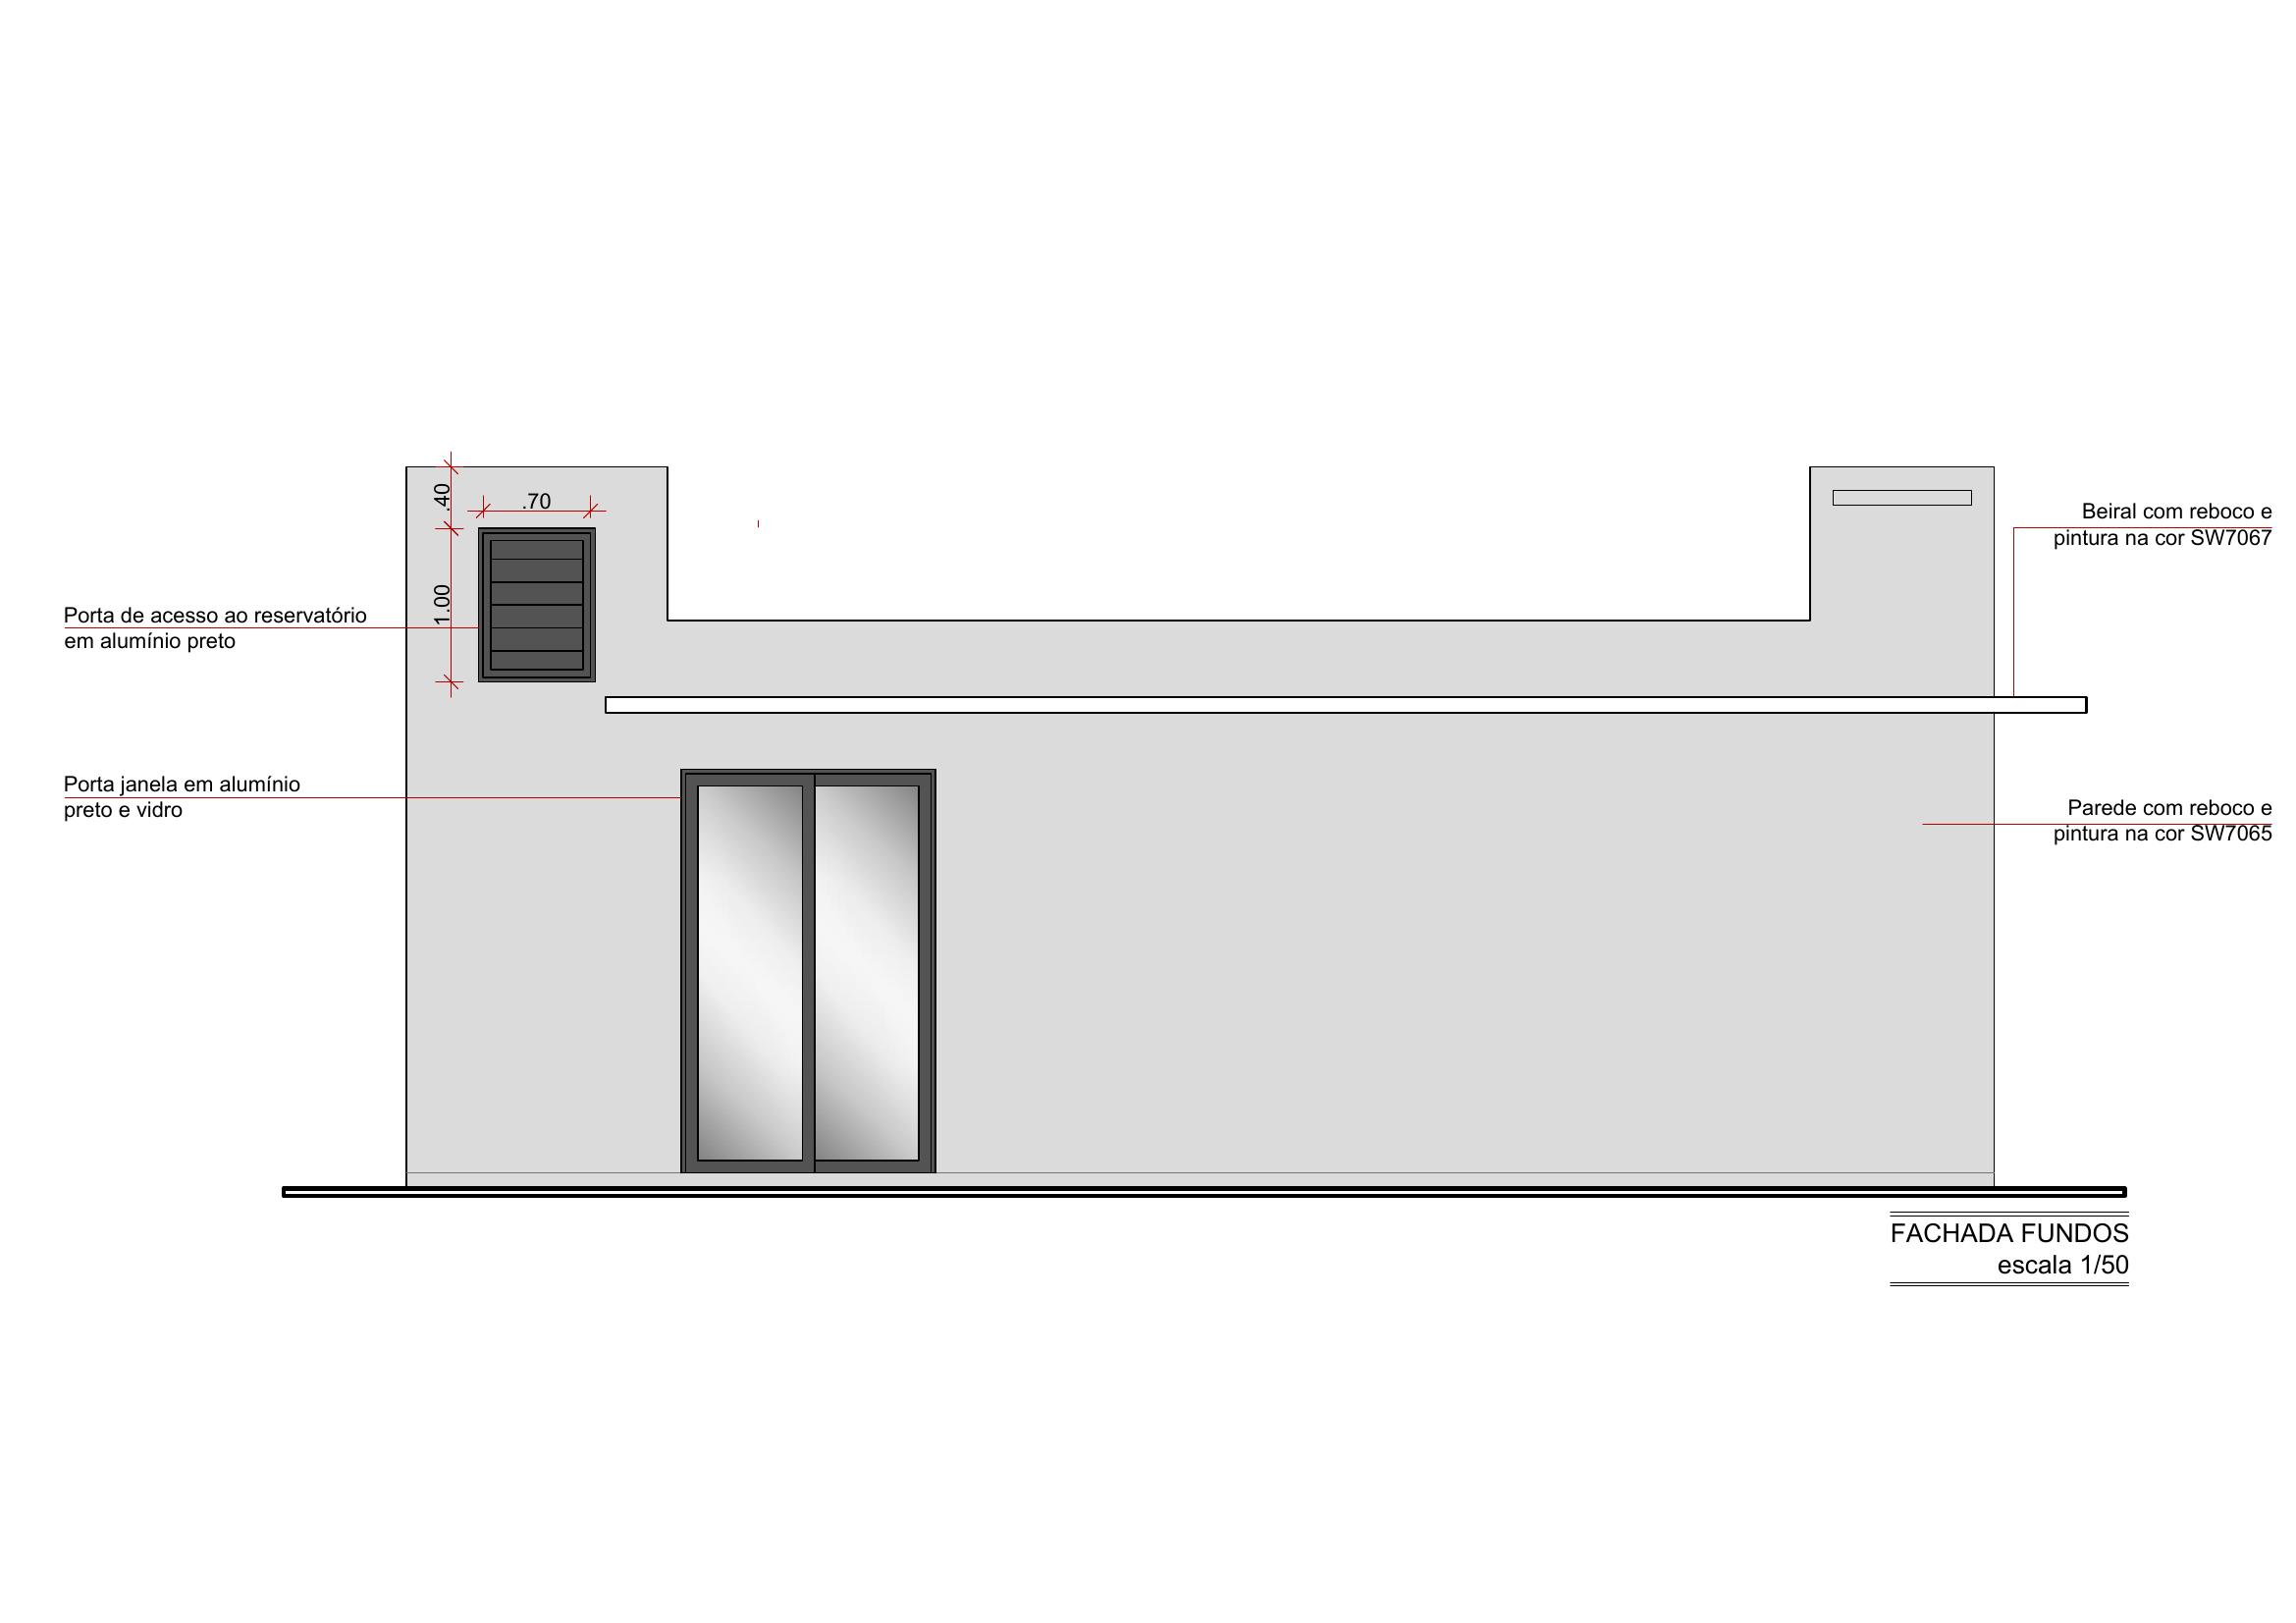 .40
.70
1.00
Beiral com reboco e
pintura na cor SW7067
Porta de acesso ao reservatório
em alumínio preto
Porta janela em alumínio
preto e vidro
Parede com reboco e
pintura na cor SW7065
FACHADA FUNDOS
escala 1/50